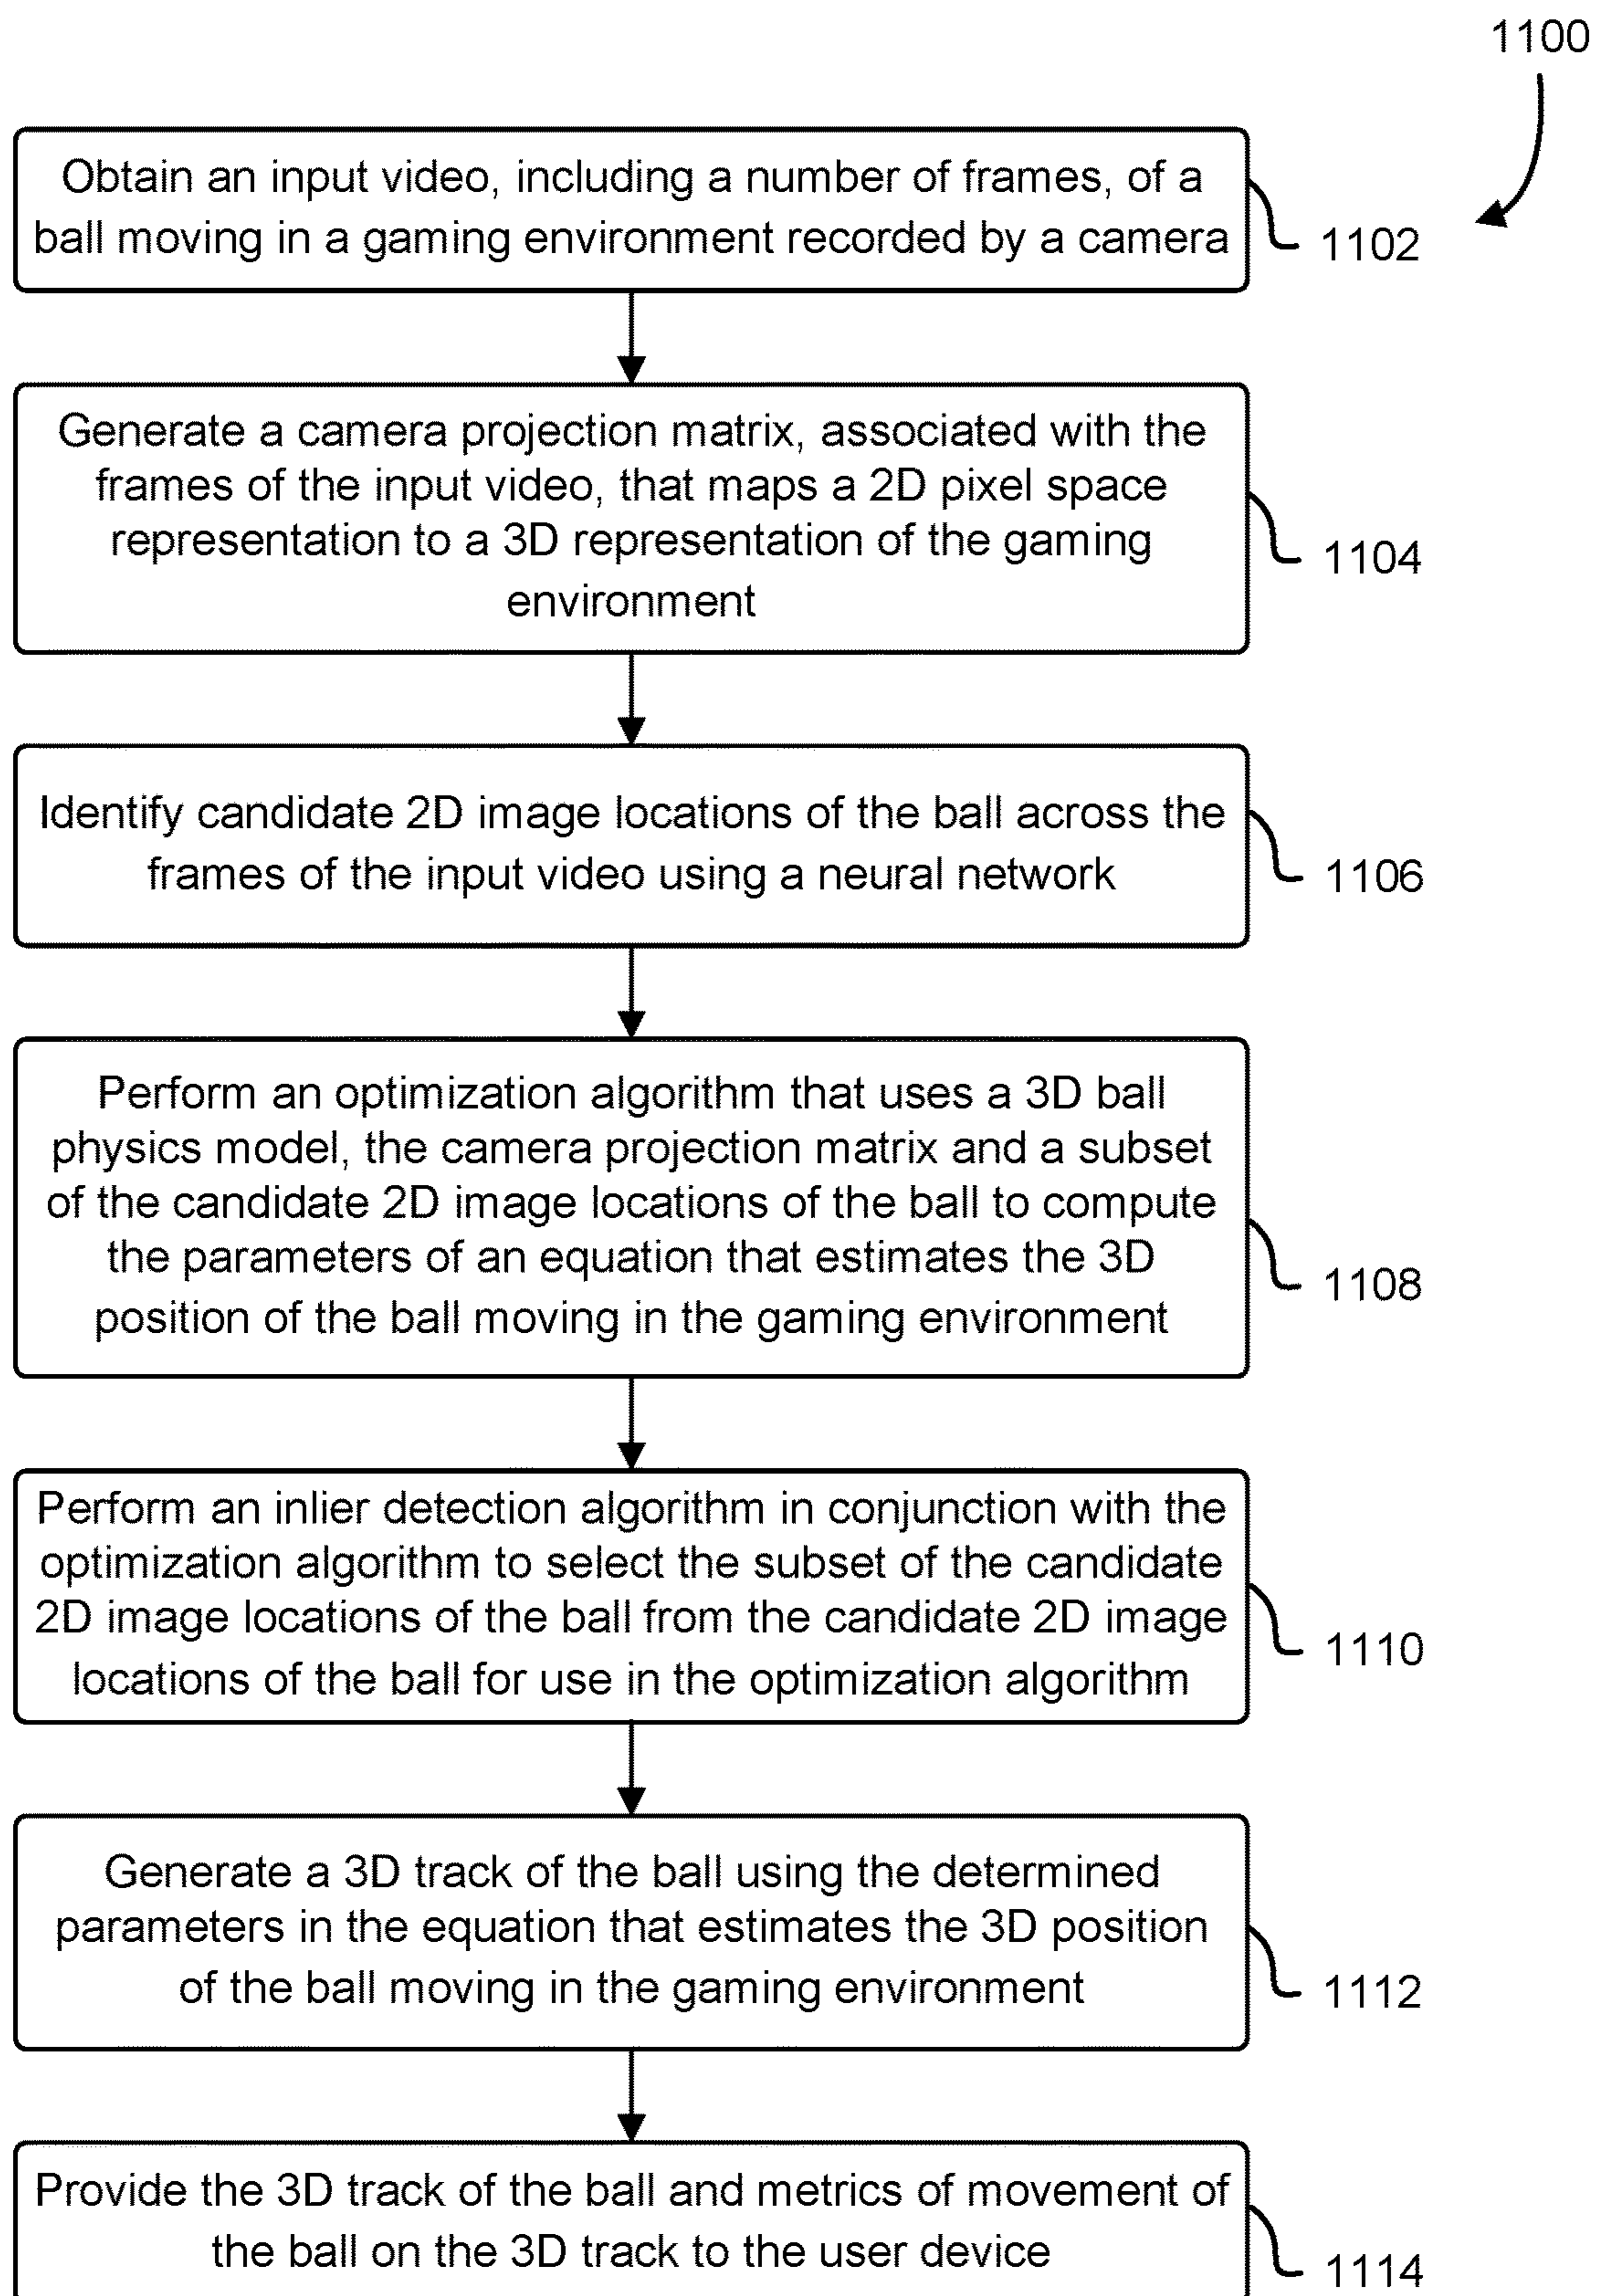 1100
Obtain an input video, including a number of frames, of a
ball moving in a gaming environment recorded by a camera
1102
Generate a camera projection matrix, associated with the
frames of the input video, that maps a 2D pixel space
representation to a 3D representation of the gaming
environment
1104
Identify candidate 2D image locations of the ball across the
frames of the input video using a neural network
1106
Perform an optimization algorithm that uses a 3D ball
physics model, the camera projection matrix and a subset
of the candidate 2D image locations of the ball to compute
the parameters of an equation that estimates the 3D
position of the ball moving in the gaming environment
1108
Perform an inlier detection algorithm in conjunction with the
optimization algorithm to select the subset of the candidate
2D image locations of the ball from the candidate 2D image
locations of the ball for use in the optimization algorithm
1110
Generate a 3D track of the ball using the determined
parameters in the equation that estimates the 3D position
of the ball moving in the gaming environment
1112
Provide the 3D track of the ball and metrics of movement of
the ball on the 3D track to the user device
1114